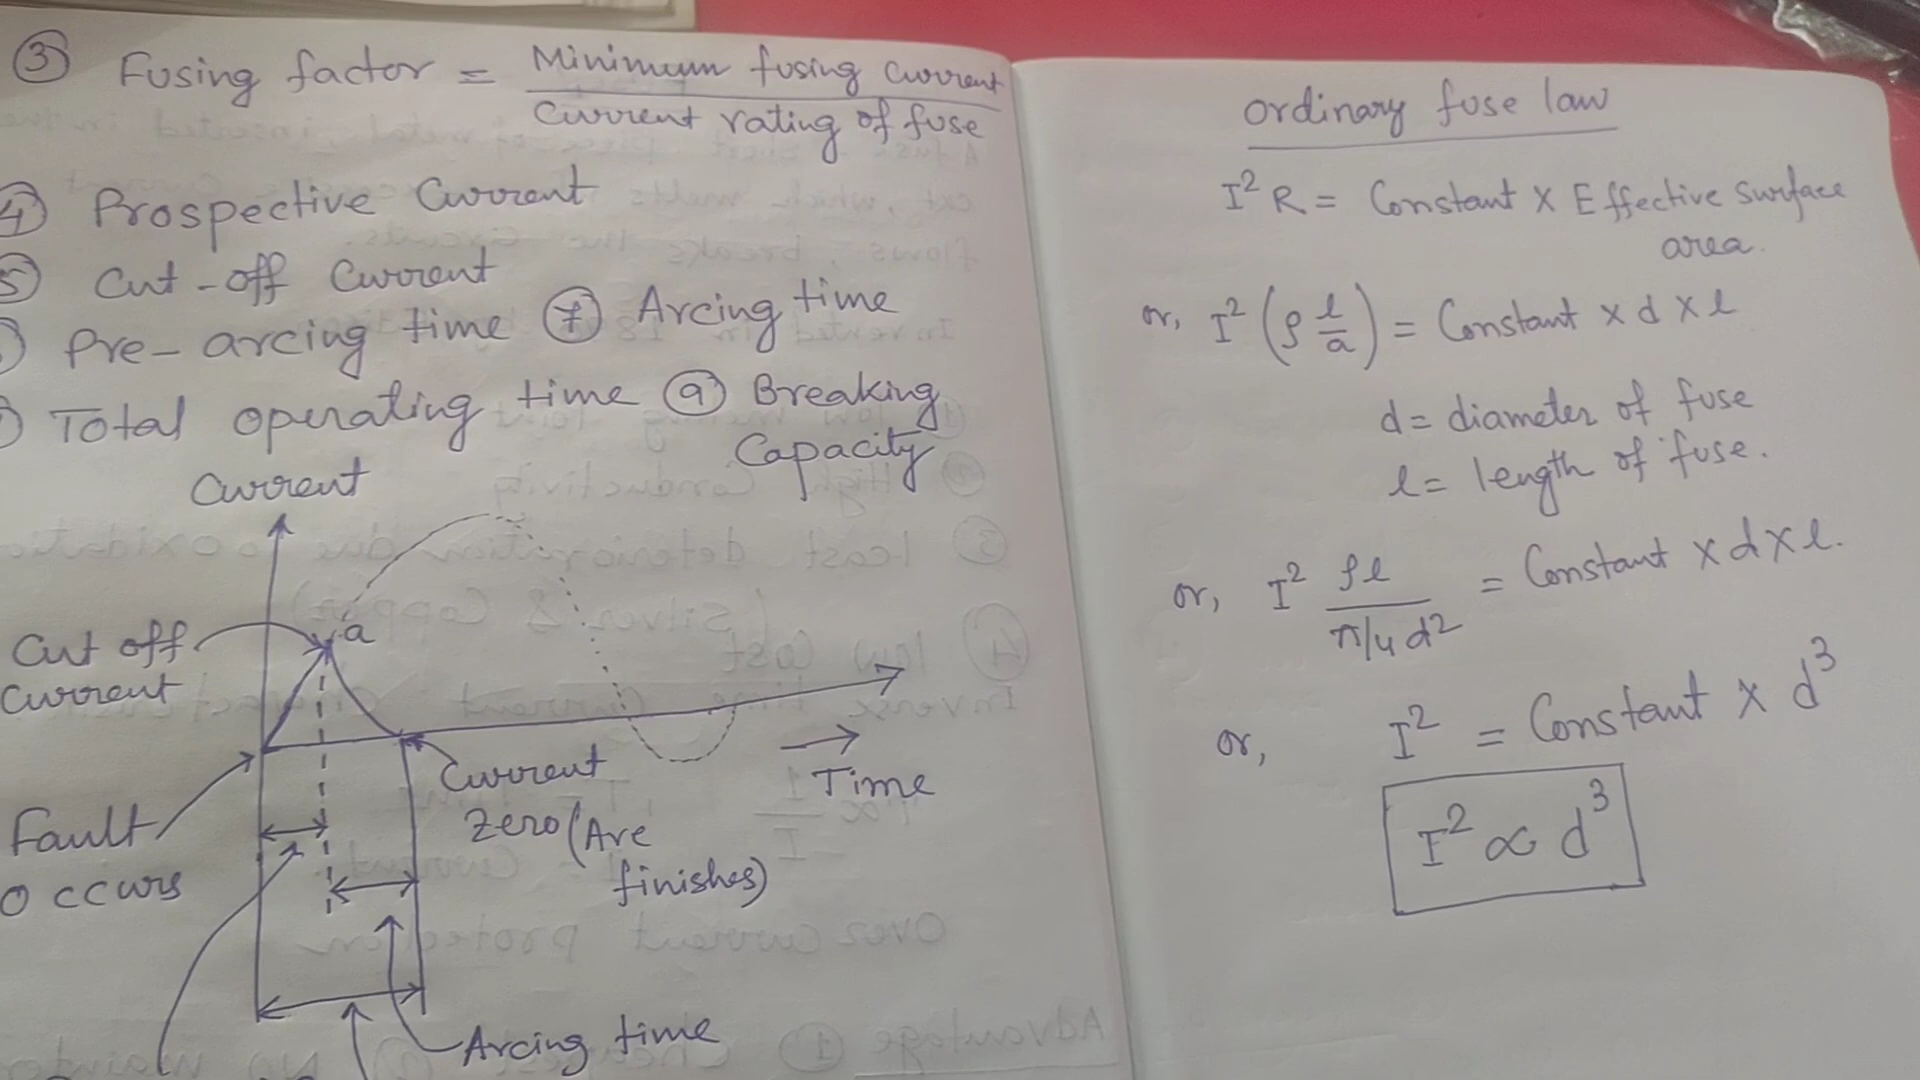 ③ Fusing factor = Minimum fusing current
Current rating of fuse
④ Prospective Current
⑤ Cut-off Current
Pre-arcing time ⑦ Arcing time
Total operating time ⑨ Breaking
Capacity
Current
a
Cut off
Current
Fault
Occurs
Current
Zero (Arc
finishes)
Time
Arcing time
Ordinary fuse law
I² R = Constant × Effective surface
area.
or, I² (ρ l/a) = Constant × d × l
d = diameter of fuse
l = length of fuse.
or, I² ρl / π/4 d² = Constant × d × l.
or, I² = Constant × d³
I² ∝ d³